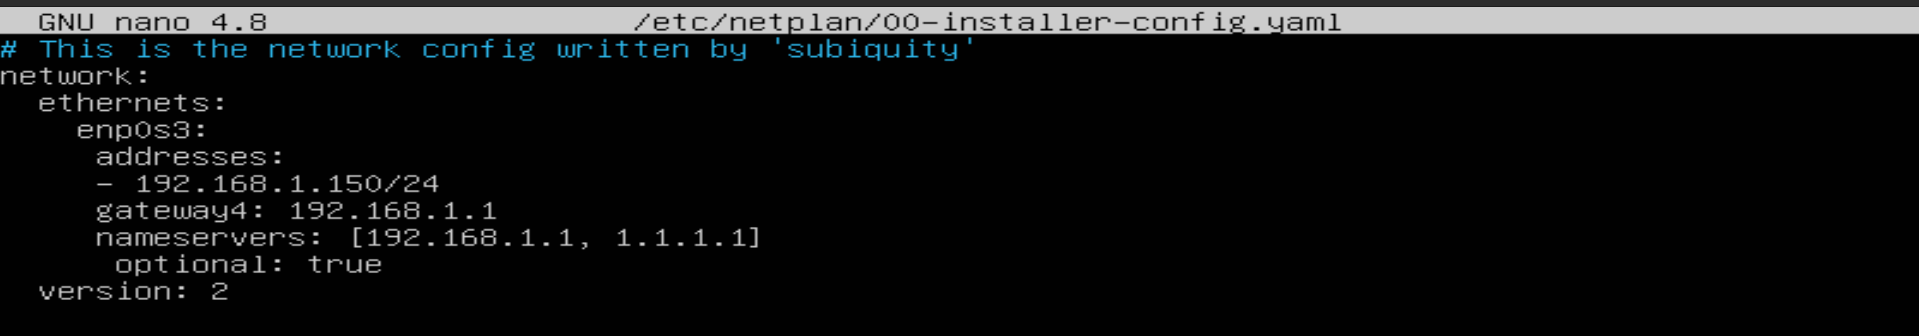 GNU nano 4.8 /etc/netplan/00-installer-config.yaml
# This is the network config written by 'subiquity'
network:
  ethernets:
    enp0s3:
     addresses:
     - 192.168.1.150/24
     gateway4: 192.168.1.1
     nameservers: [192.168.1.1, 1.1.1.1]
      optional: true
  version: 2